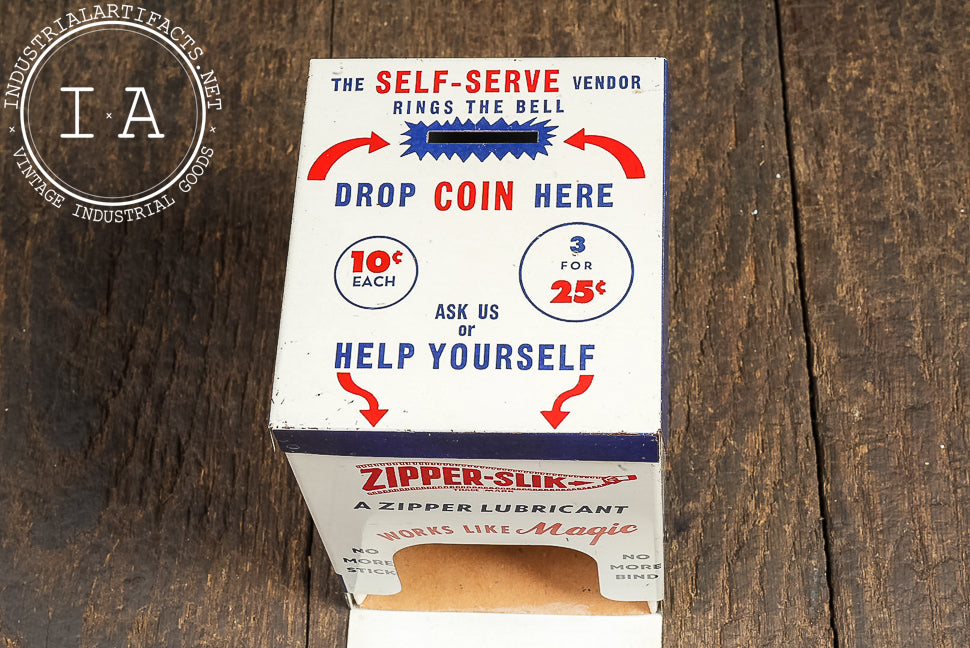 INDUSTRIALARTIFACTS.NET
I·A
VINTAGE INDUSTRIAL GOODS
THE SELF-SERVE VENDOR
RINGS THE BELL
DROP COIN HERE
10¢
EACH
3
FOR
25¢
ASK US
or
HELP YOURSELF
ZIPPER-SLIK
TRADE MARK
A ZIPPER LUBRICANT
WORKS LIKE Magic
NO
MORE
STICK
NO
MORE
BIND